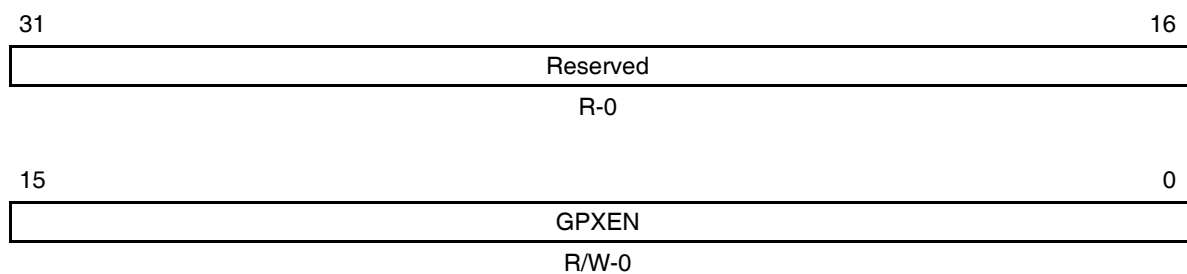 31 16
Reserved
R-0
15 0
GPXEN
R/W-0